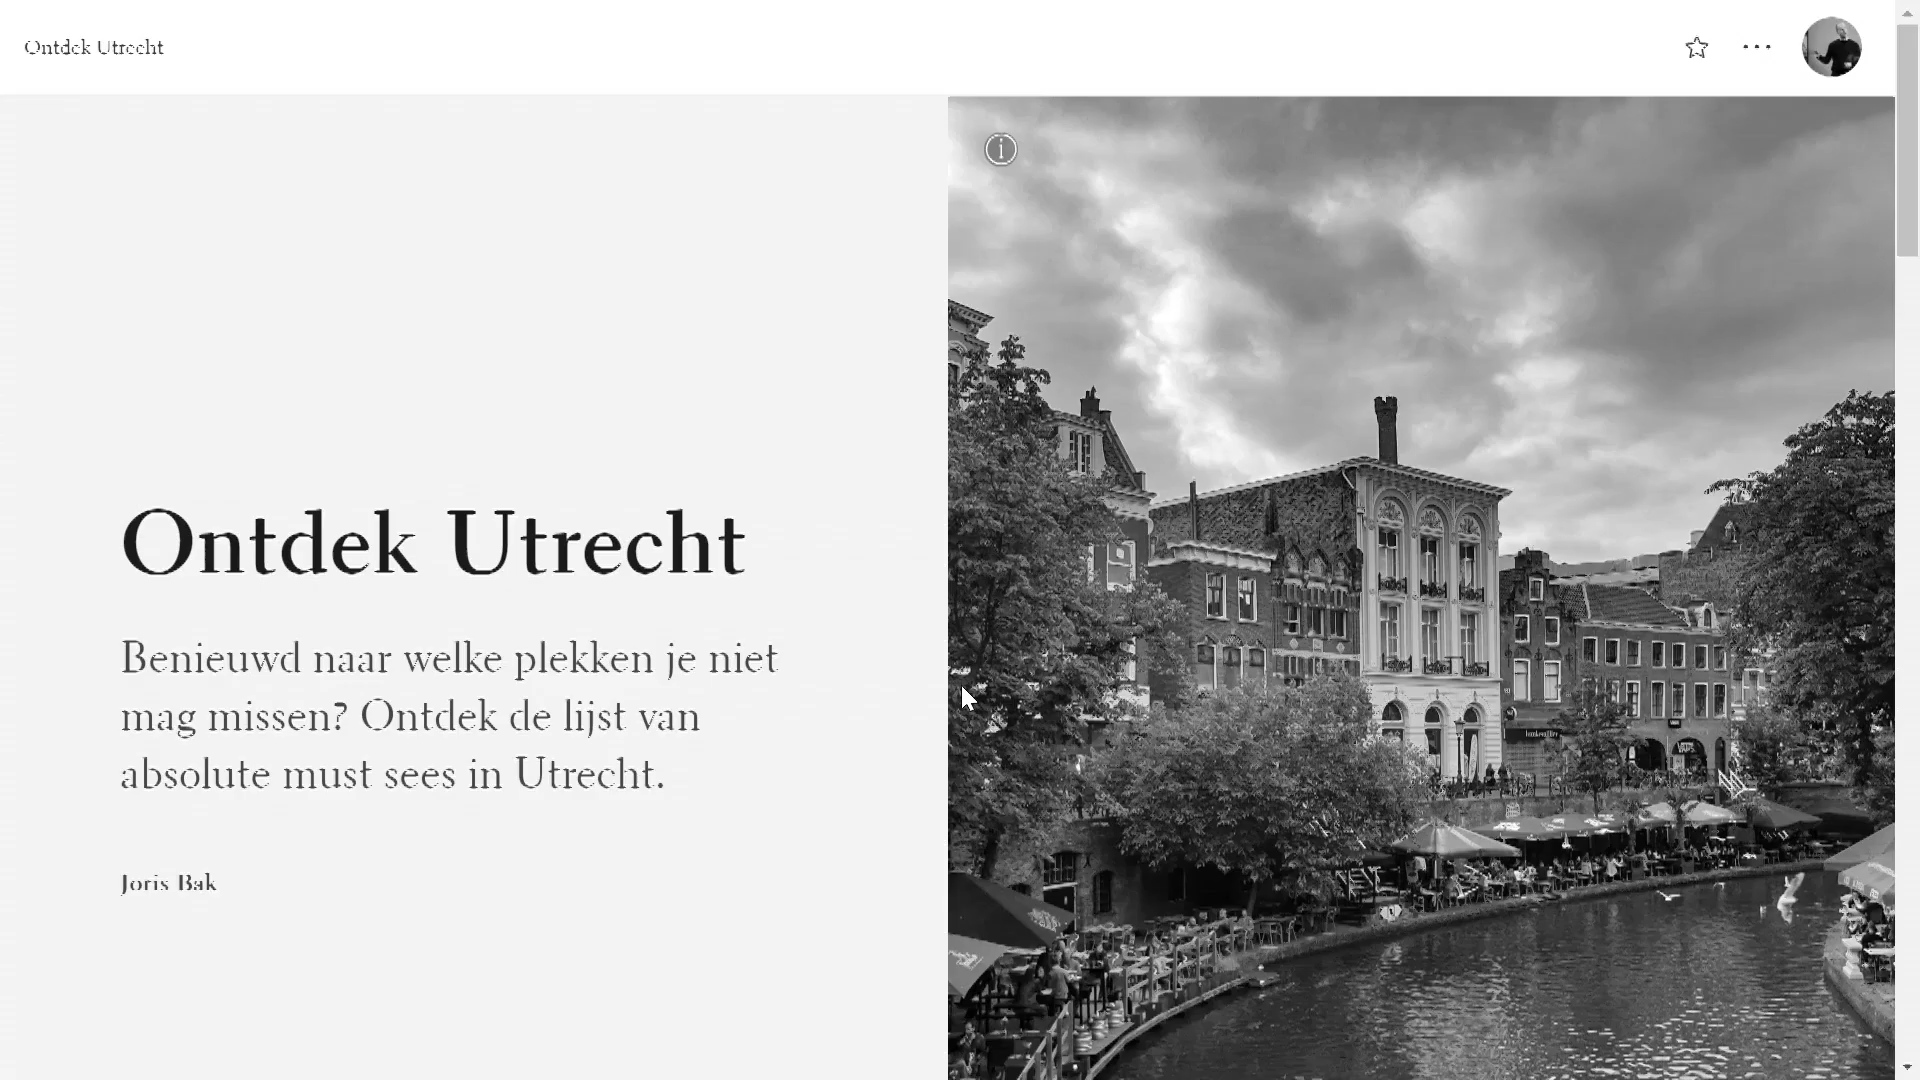 Ontdek Utrecht
Ontdek Utrecht
Benieuwd naar welke plekken je niet
mag missen? Ontdek de lijst van
absolute must sees in Utrecht.
Joris Bak